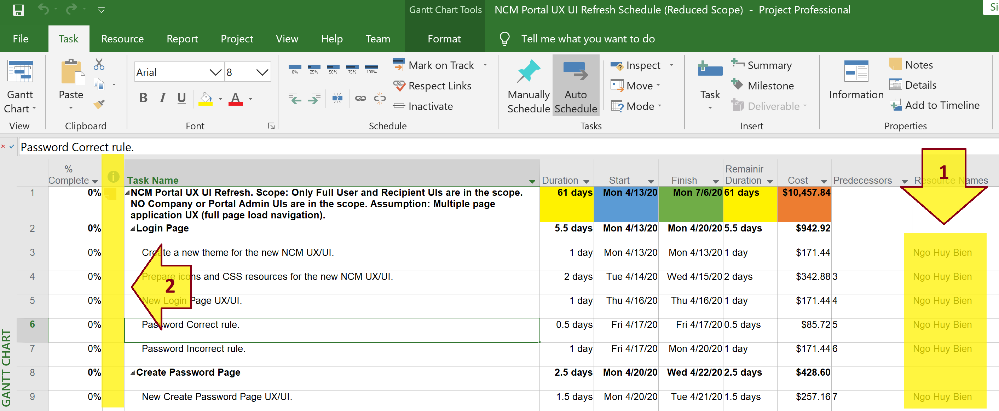 Gantt Chart Tools NCM Portal UX UI Refresh Schedule (Reduced Scope) - Project Professional
File Task Resource Report Project View Help Team Format Tell me what you want to do
Gantt Chart
Paste
Arial 8
B I U A
0% 25% 50% 75% 100%
Mark on Track
Respect Links
Inactivate
Manually Schedule
Auto Schedule
Inspect
Move
Mode
Task
Summary
Milestone
Deliverable
Information
Notes
Details
Add to Timeline
View Clipboard Font Schedule Tasks Insert Properties
Password Correct rule.
% Complete Task Name Duration Start Finish Remainir Duration Cost Predecessors Resource Names
1
1 0% NCM Portal UX UI Refresh. Scope: Only Full User and Recipient UIs are in the scope. 61 days Mon 4/13/20 Mon 7/6/20 61 days $10,457.84
NO Company or Portal Admin UIs are in the scope. Assumption: Multiple page
application UX (full page load navigation).
2 0% Login Page 5.5 days Mon 4/13/20 Mon 4/20/20 5.5 days $942.92
3 0% Create a new theme for the new NCM UX/UI. 1 day Mon 4/13/20 Mon 4/13/20 1 day $171.44 Ngo Huy Bien
4 0% Prepare icons and CSS resources for the new NCM UX/UI. 2 days Tue 4/14/20 Wed 4/15/20 2 days $342.88 3 Ngo Huy Bien
2
5 0% New Login Page UX/UI. 1 day Thu 4/16/20 Thu 4/16/20 1 day $171.44 4 Ngo Huy Bien
6 0% Password Correct rule. 0.5 days Fri 4/17/20 Fri 4/17/20 0.5 days $85.72 5 Ngo Huy Bien
7 0% Password Incorrect rule. 1 day Fri 4/17/20 Mon 4/20/20 1 day $171.44 6 Ngo Huy Bien
8 0% Create Password Page 2.5 days Mon 4/20/20 Wed 4/22/20 2.5 days $428.60
9 0% New Create Password Page UX/UI. 1.5 days Mon 4/20/20 Tue 4/21/20 1.5 days $257.16 7 Ngo Huy Bien
GANTT CHART